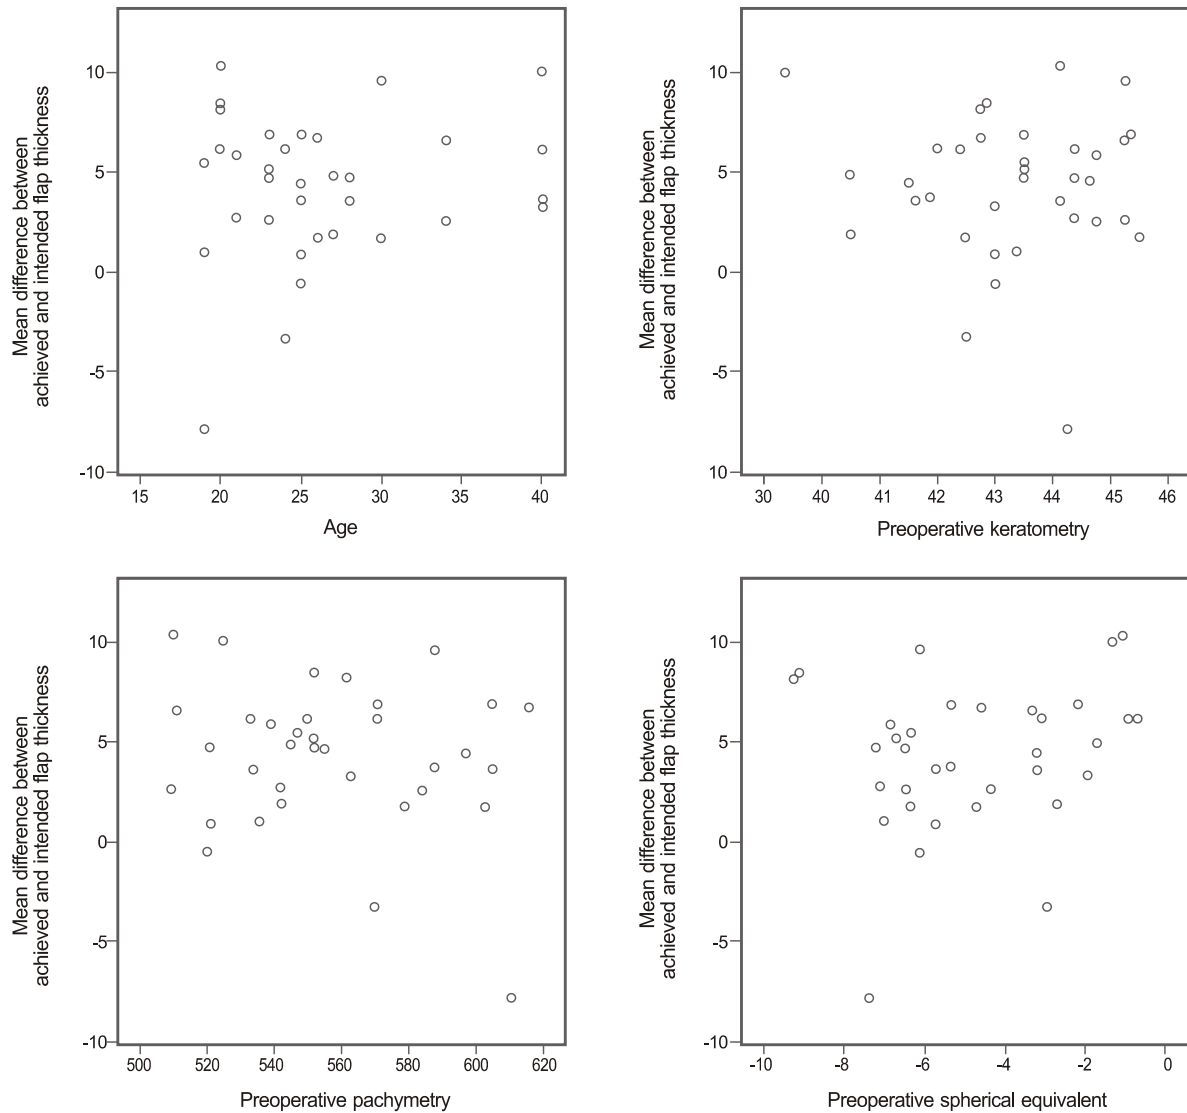 Mean difference between
achieved and intended flap thickness
10
5
0
-5
-10
15 20 25 30 35 40
Age
Mean difference between
achieved and intended flap thickness
10
5
0
-5
10
30 40 41 42 43 44 45 46
Preoperative keratometry
Mean difference between
achieved and intended flap thickness
10
5
0
-5
-10
500 520 540 560 580 600 620
Preoperative pachymetry
Mean difference between
achieved and intended flap thickness
10
5
0
-5
-10
-10 -8 -6 -4 -2 0
Preoperative spherical equivalent